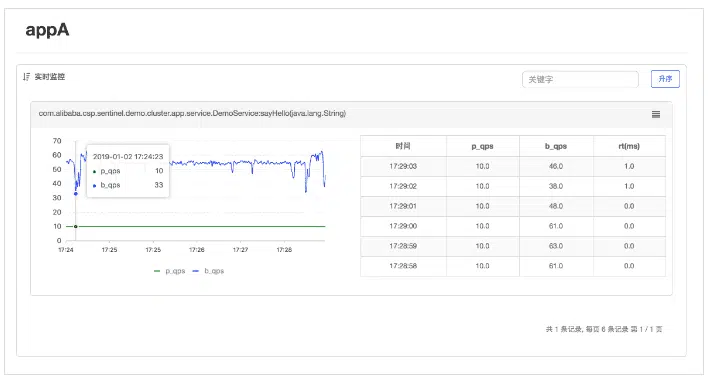 appA
实时监控
关键字
升序
com.alibaba.csp.sentinel.demo.cluster.app.service.DemoService:sayHello(java.lang.String)
70
60
50
40
30
20
10
0
2019-01-02 17:24:23
p_qps 10
b_qps 33
17:24 17:25 17:25 17:26 17:27 17:28
p_qps b_qps
时间 p_qps b_qps rt(ms)
17:29:03 10.0 46.0 1.0
17:29:02 10.0 38.0 1.0
17:29:01 10.0 48.0 0.0
17:29:00 10.0 61.0 0.0
17:28:59 10.0 63.0 0.0
17:28:58 10.0 61.0 0.0
共 1 条记录, 每页 6 条记录 第 1 / 1 页